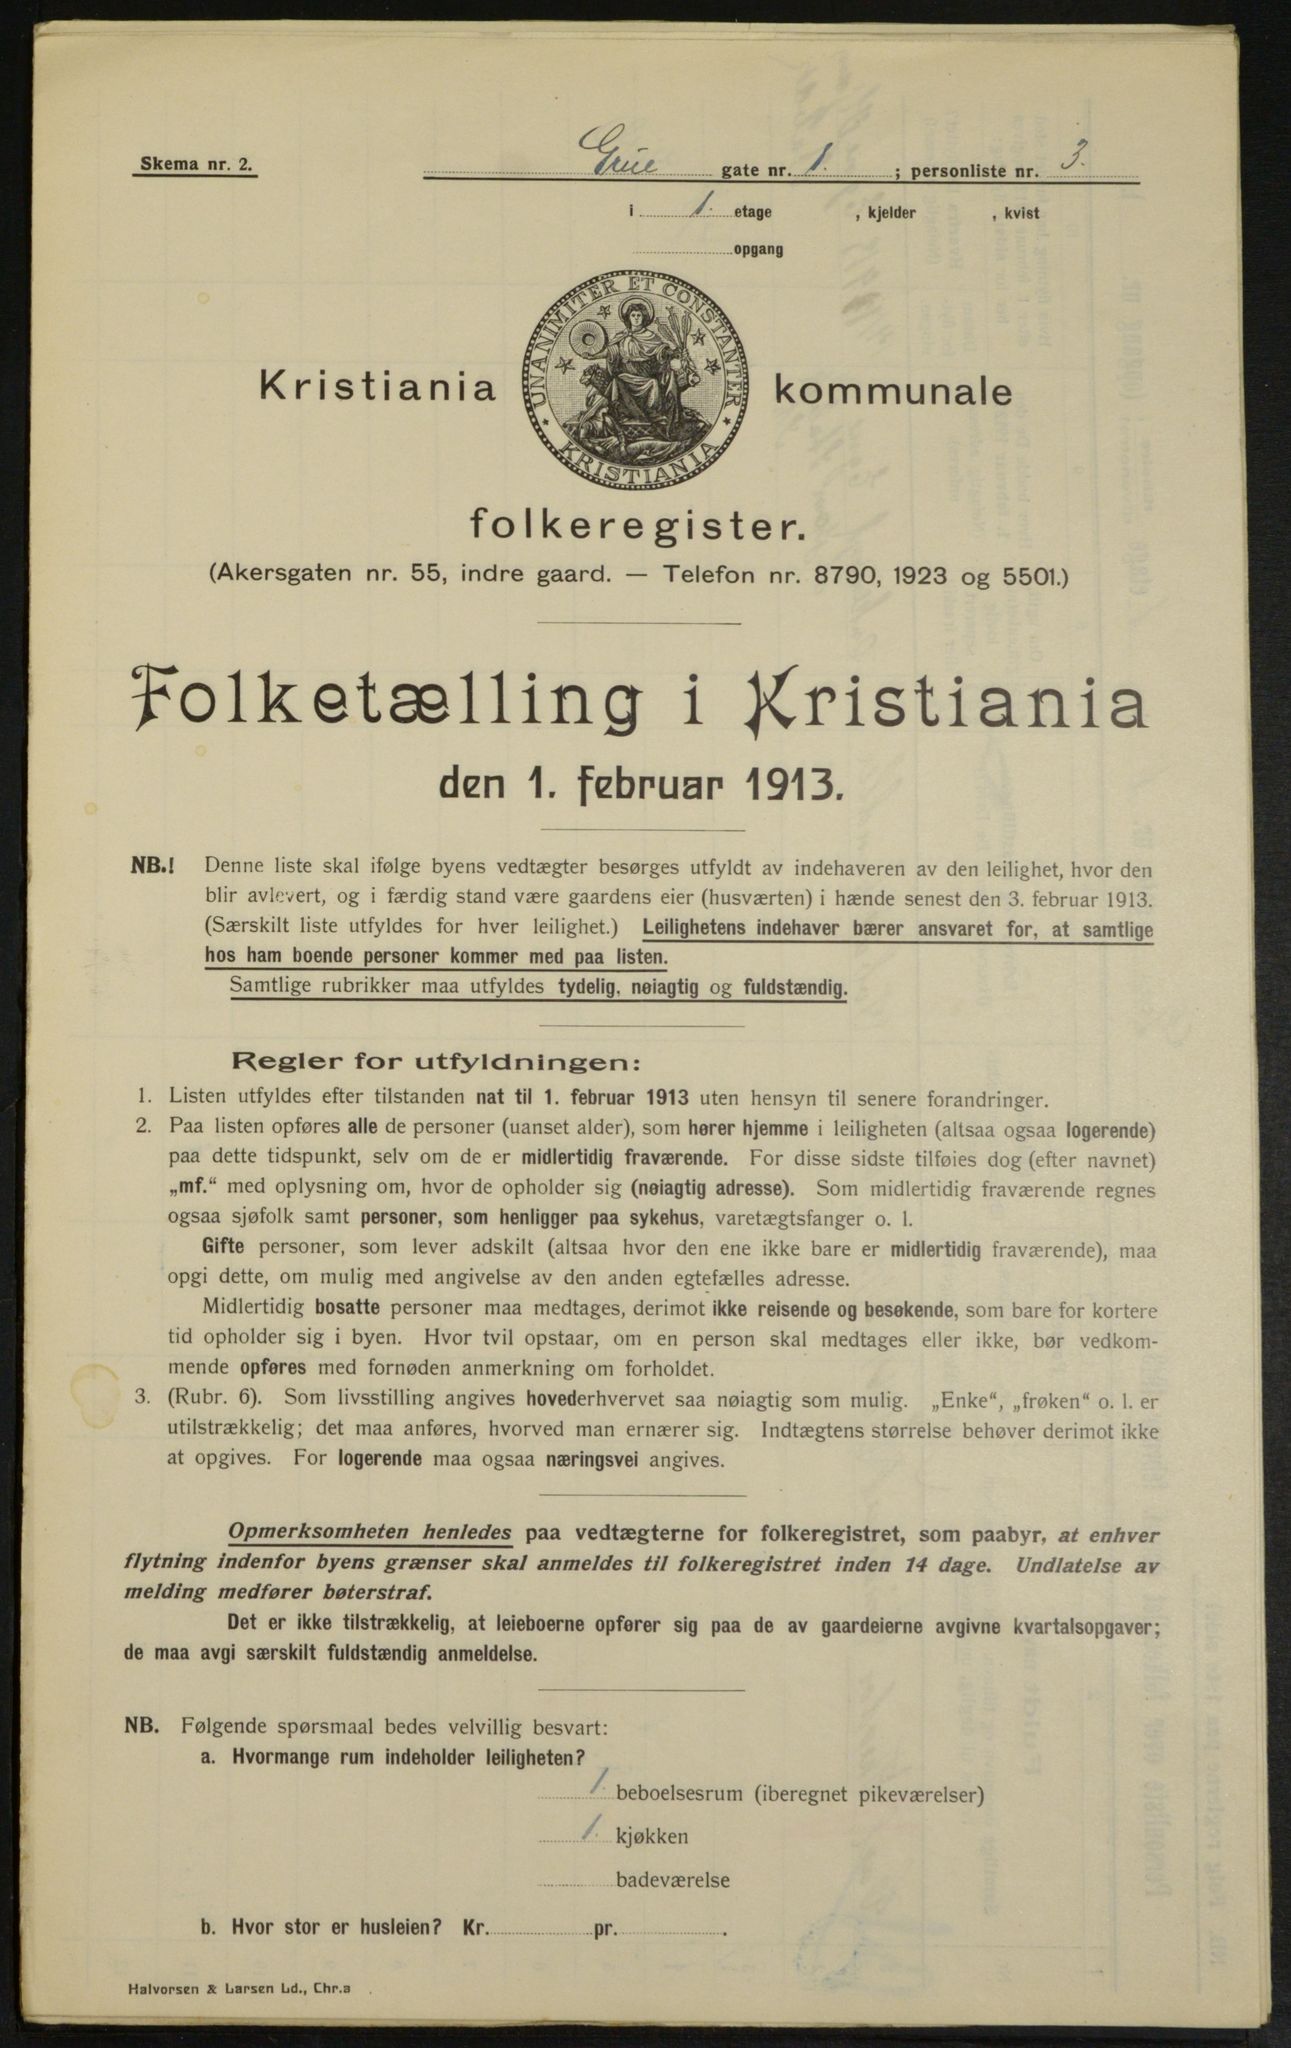 Skema nr. 2.
Grüe gate nr. 1. ; personliste nr. 3.
i 1. etage , kjelder , kvist
opgang
UNANIMITER ET CONSTANTER
KRISTIANIA
Kristiania kommunale
folkeregister.
(Akersgaten nr. 55, indre gaard. — Telefon nr. 8790, 1923 og 5501.)
Folketælling i Kristiania
den 1. februar 1913.
NB.! Denne liste skal ifølge byens vedtægter besørges utfyldt av indehaveren av den leilighet, hvor den
blir avlevert, og i færdig stand være gaardens eier (husværten) i hænde senest den 3. februar 1913.
(Særskilt liste utfyldes for hver leilighet.) Leilighetens indehaver bærer ansvaret for, at samtlige
hos ham boende personer kommer med paa listen.
Samtlige rubrikker maa utfyldes tydelig, nøiagtig og fuldstændig.
Regler for utfyldningen:
1. Listen utfyldes efter tilstanden nat til 1. februar 1913 uten hensyn til senere forandringer.
2. Paa listen opføres alle de personer (uanset alder), som hører hjemme i leiligheten (altsaa ogsaa logerende)
paa dette tidspunkt, selv om de er midlertidig fraværende. For disse sidste tilføies dog (efter navnet)
„mf.“ med oplysning om, hvor de opholder sig (nøiagtig adresse). Som midlertidig fraværende regnes
ogsaa sjøfolk samt personer, som henligger paa sykehus, varetægtsfanger o. l.
Gifte personer, som lever adskilt (altsaa hvor den ene ikke bare er midlertidig fraværende), maa
opgi dette, om mulig med angivelse av den anden egtefælles adresse.
Midlertidig bosatte personer maa medtages, derimot ikke reisende og besøkende, som bare for kortere
tid opholder sig i byen. Hvor tvil opstaar, om en person skal medtages eller ikke, bør vedkom-
mende opføres med fornøden anmerkning om forholdet.
3. (Rubr. 6). Som livsstilling angives hovederhvervet saa nøiagtig som mulig. „Enke“, „frøken“ o. l. er
utilstrækkelig; det maa anføres, hvorved man ernærer sig. Indtægtens størrelse behøver derimot ikke
at opgives. For logerende maa ogsaa næringsvei angives.
Opmerksomheten henledes paa vedtægterne for folkeregistret, som paabyr, at enhver
flytning indenfor byens grænser skal anmeldes til folkeregistret inden 14 dage. Undlatelse av
melding medfører bøterstraf.
Det er ikke tilstrækkelig, at leieboerne opfører sig paa de av gaardeierne avgivne kvartalsopgaver;
de maa avgi særskilt fuldstændig anmeldelse.
NB. Følgende spørsmaal bedes velvillig besvart:
a. Hvormange rum indeholder leiligheten?
1. beboelsesrum (iberegnet pikeværelser)
1. kjøkken
badeværelse
b. Hvor stor er husleien? Kr. pr. .
Halvorsen & Larsen Ld., Chr.a